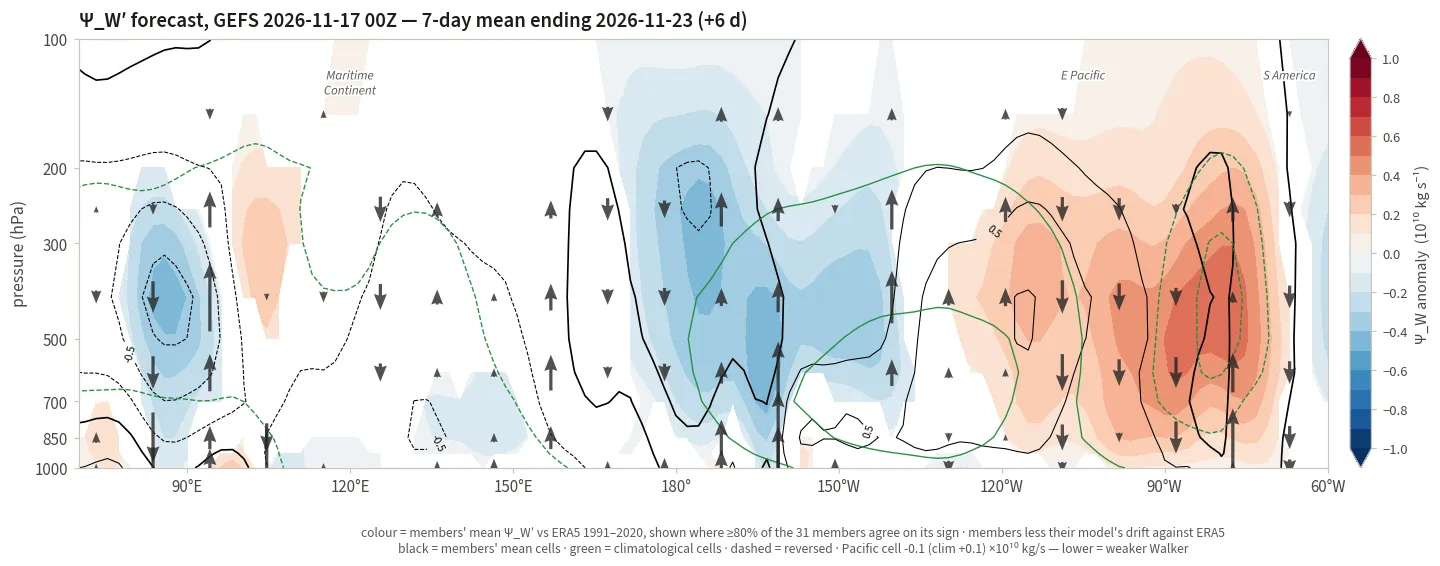 Ψ_W′ forecast, GEFS 2026-11-17 00Z — 7-day mean ending 2026-11-23 (+6 d)
100
200
300
400
500
700
850
1000
pressure (hPa)
Maritime
Continent
E Pacific
S America
-0.5
-0.5
0.5
0.5
90°E
120°E
150°E
180°
150°W
120°W
90°W
60°W
1.0
0.8
0.6
0.4
0.2
0.0
−0.2
−0.4
−0.6
−0.8
−1.0
Ψ_W anomaly (10¹⁰ kg s⁻¹)
colour = members' mean Ψ_W′ vs ERA5 1991–2020, shown where ≥80% of the 31 members agree on its sign · members less their model's drift against ERA5
black = members' mean cells · green = climatological cells · dashed = reversed · Pacific cell -0.1 (clim +0.1) ×10¹⁰ kg/s — lower = weaker Walker